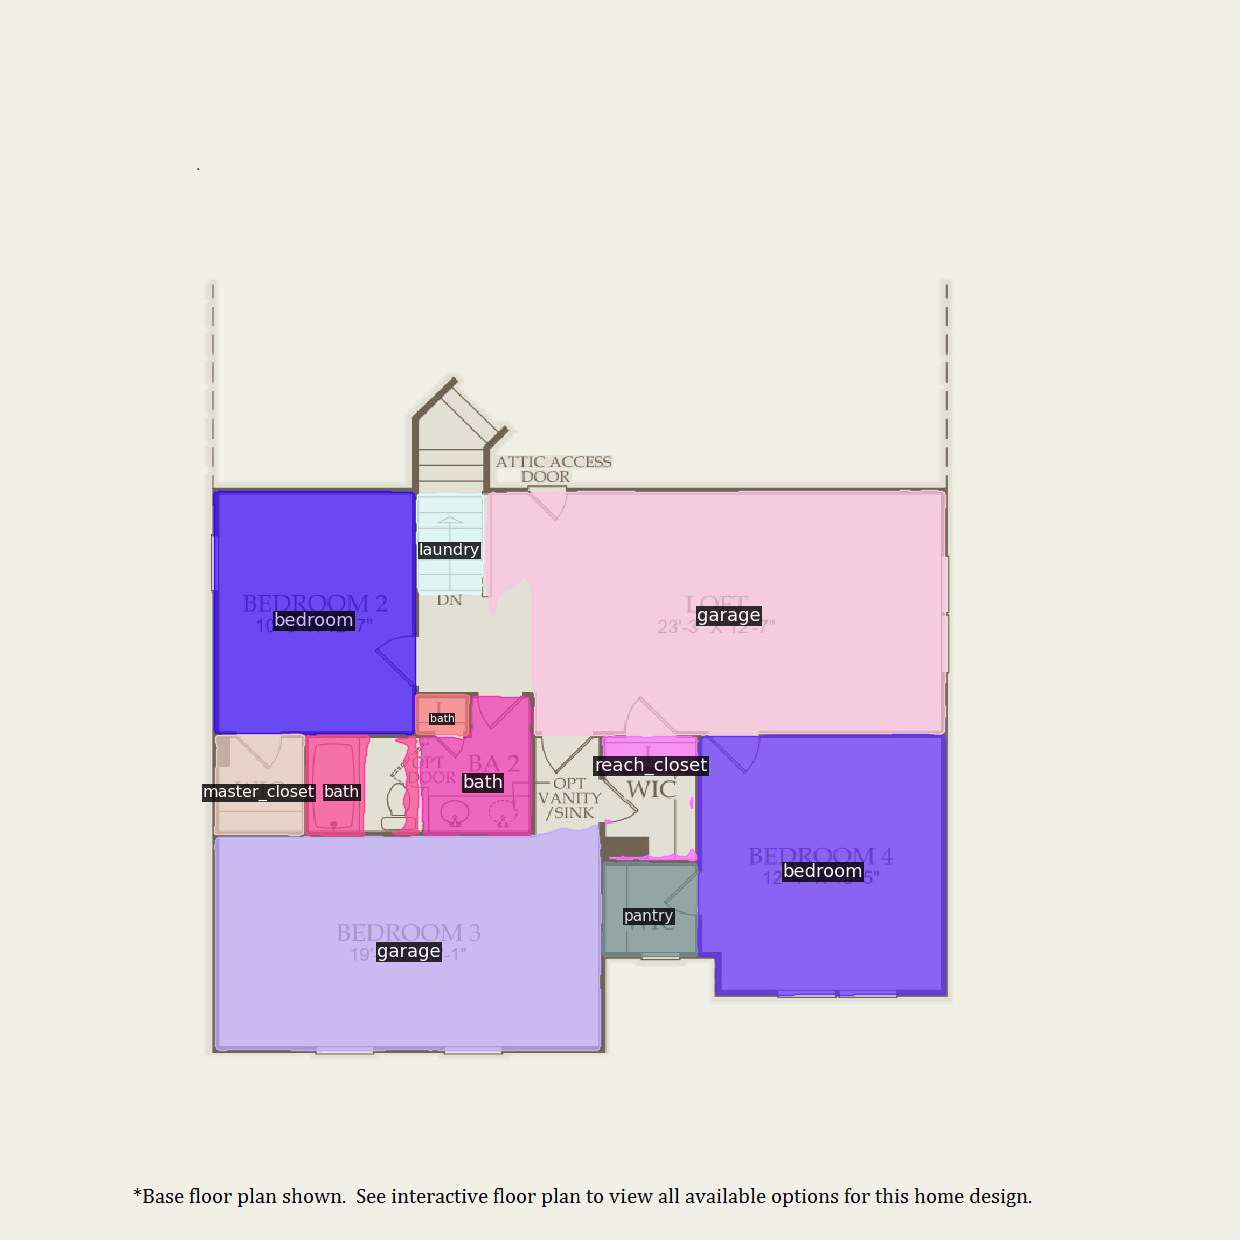 ATTIC ACCESS
DOOR
laundry
DN
BEDROOM 2
bedroom
LOFT
garage
23'-3" X 12'-7"
L
bath
BA 2
OPT
DOOR
bath
master_closet
bath
OPT
VANITY
/SINK
L
reach_closet
WIC
BEDROOM 4
bedroom
pantry
WIC
BEDROOM 3
garage
*Base floor plan shown. See interactive floor plan to view all available options for this home design.